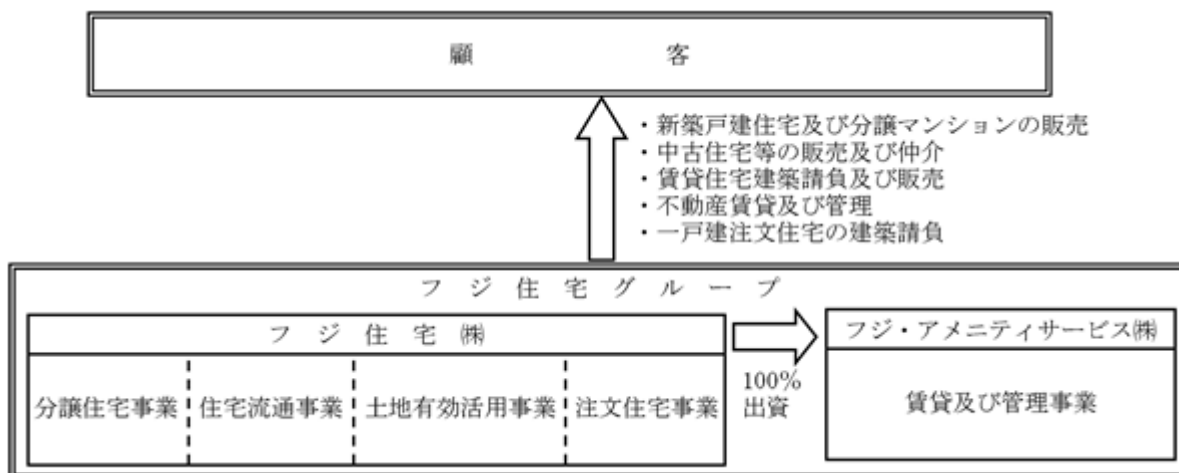 顧客
・新築戸建住宅及び分譲マンションの販売
・中古住宅等の販売及び仲介
・賃貸住宅建築請負及び販売
・不動産賃貸及び管理
・一戸建注文住宅の建築請負
フジ住宅グループ
フジ住宅㈱
分譲住宅事業
住宅流通事業
土地有効活用事業
注文住宅事業
100%
出資
フジ・アメニティサービス㈱
賃貸及び管理事業